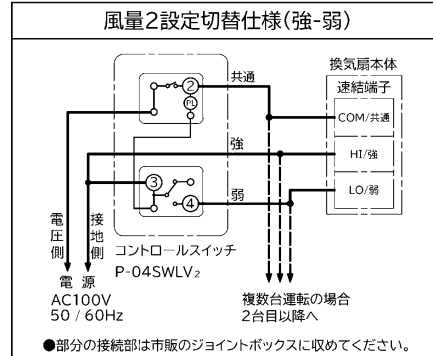 風量2設定切替仕様(強-弱)
換気扇本体
速結端子
共通
②
PL
COM/共通
強
HI/強
③
弱
LO/弱
④
電圧側
接地側
コントロールスイッチ
P-04SWLV₂
電 源
AC100V
50 / 60Hz
複数台運転の場合
2台目以降へ
●部分の接続部は市販のジョイントボックスに収めてください。